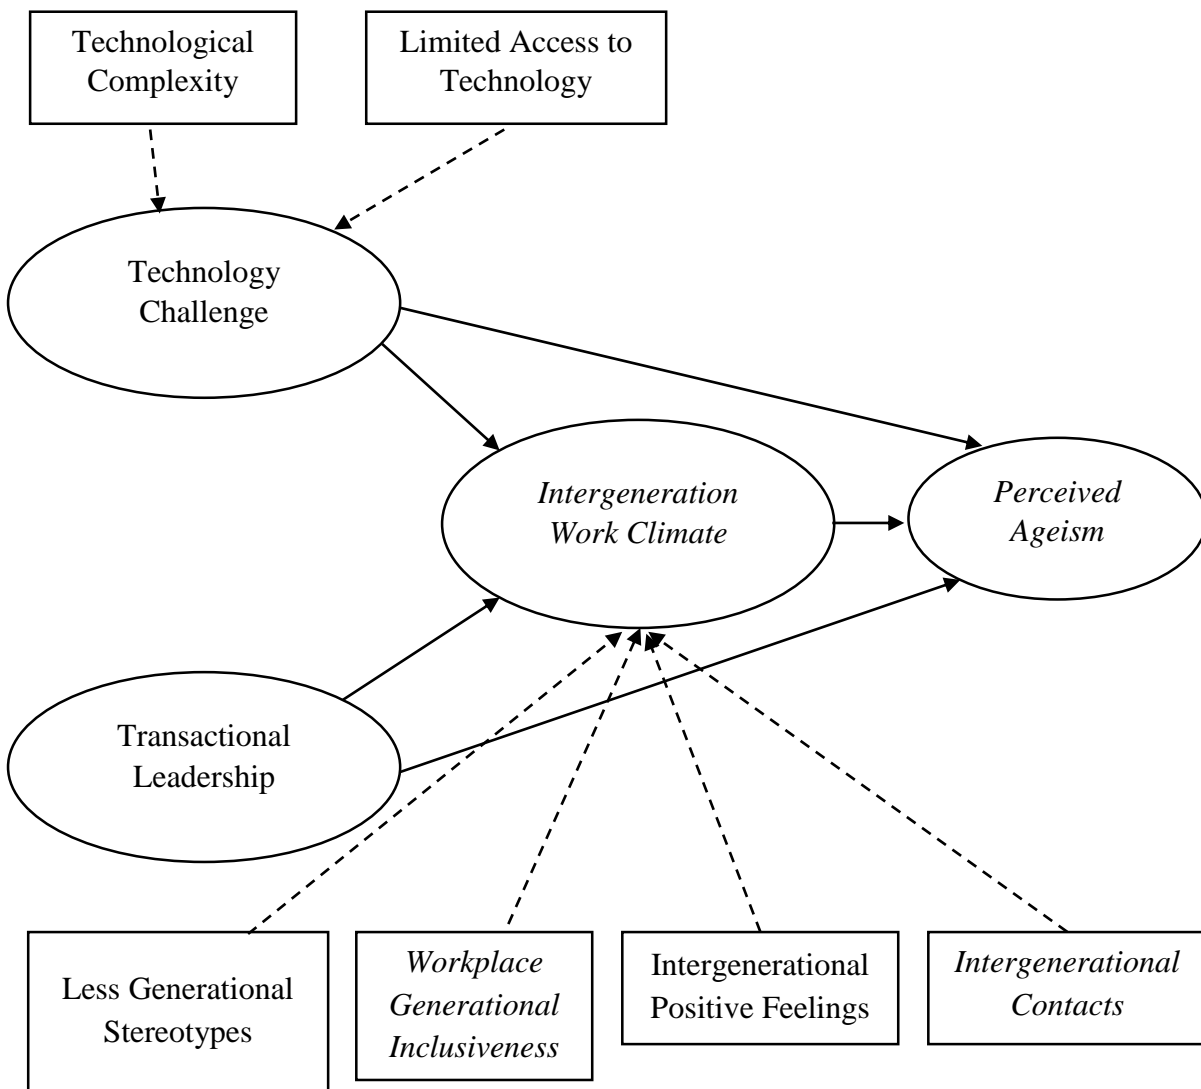 Technological
Complexity
Limited Access to
Technology
Technology
Challenge
Intergeneration
Work Climate
Perceived
Ageism
Transactional
Leadership
Less Generational
Stereotypes
Workplace
Generational
Inclusiveness
Intergenerational
Positive Feelings
Intergenerational
Contacts